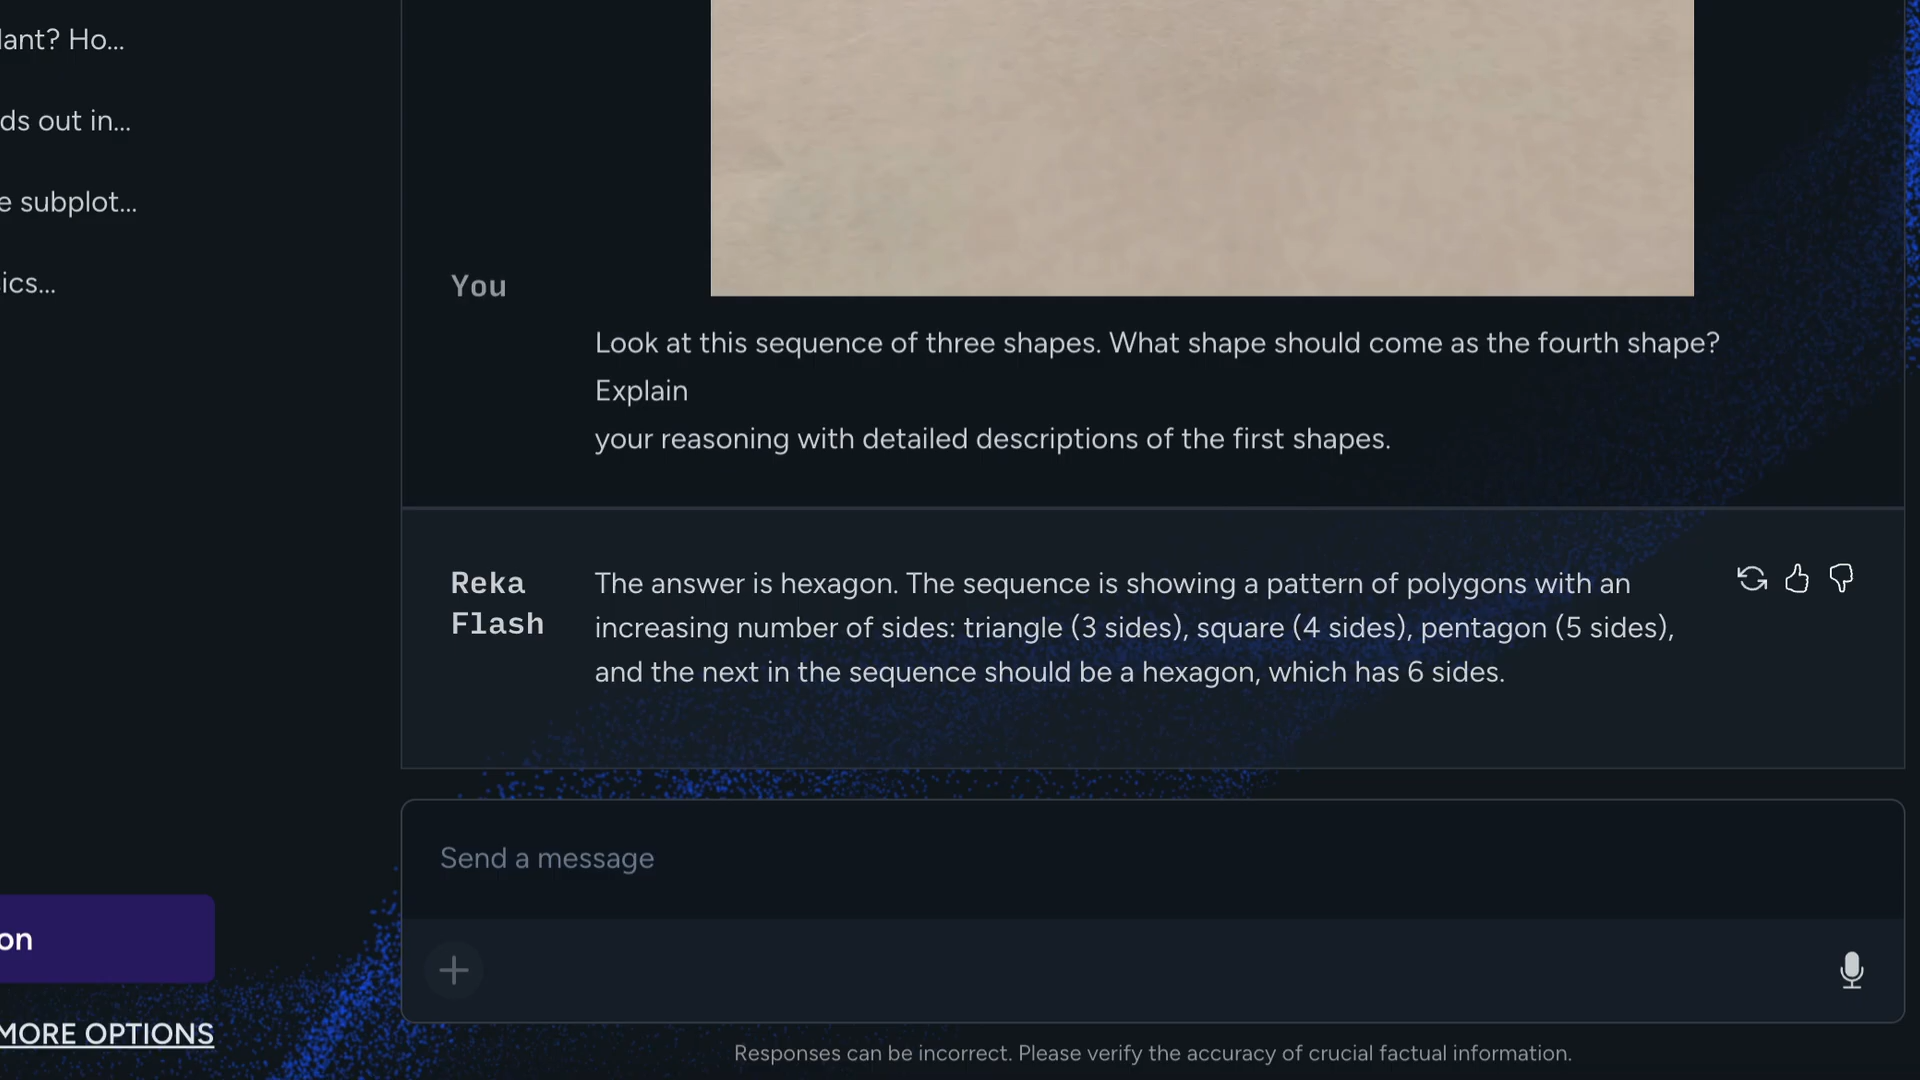 lant? Ho...
ds out in...
e subplot...
ics...
You
Look at this sequence of three shapes. What shape should come as the fourth shape?
Explain
your reasoning with detailed descriptions of the first shapes.
Reka
Flash
The answer is hexagon. The sequence is showing a pattern of polygons with an
increasing number of sides: triangle (3 sides), square (4 sides), pentagon (5 sides),
and the next in the sequence should be a hexagon, which has 6 sides.
Send a message
on
MORE OPTIONS
Responses can be incorrect. Please verify the accuracy of crucial factual information.